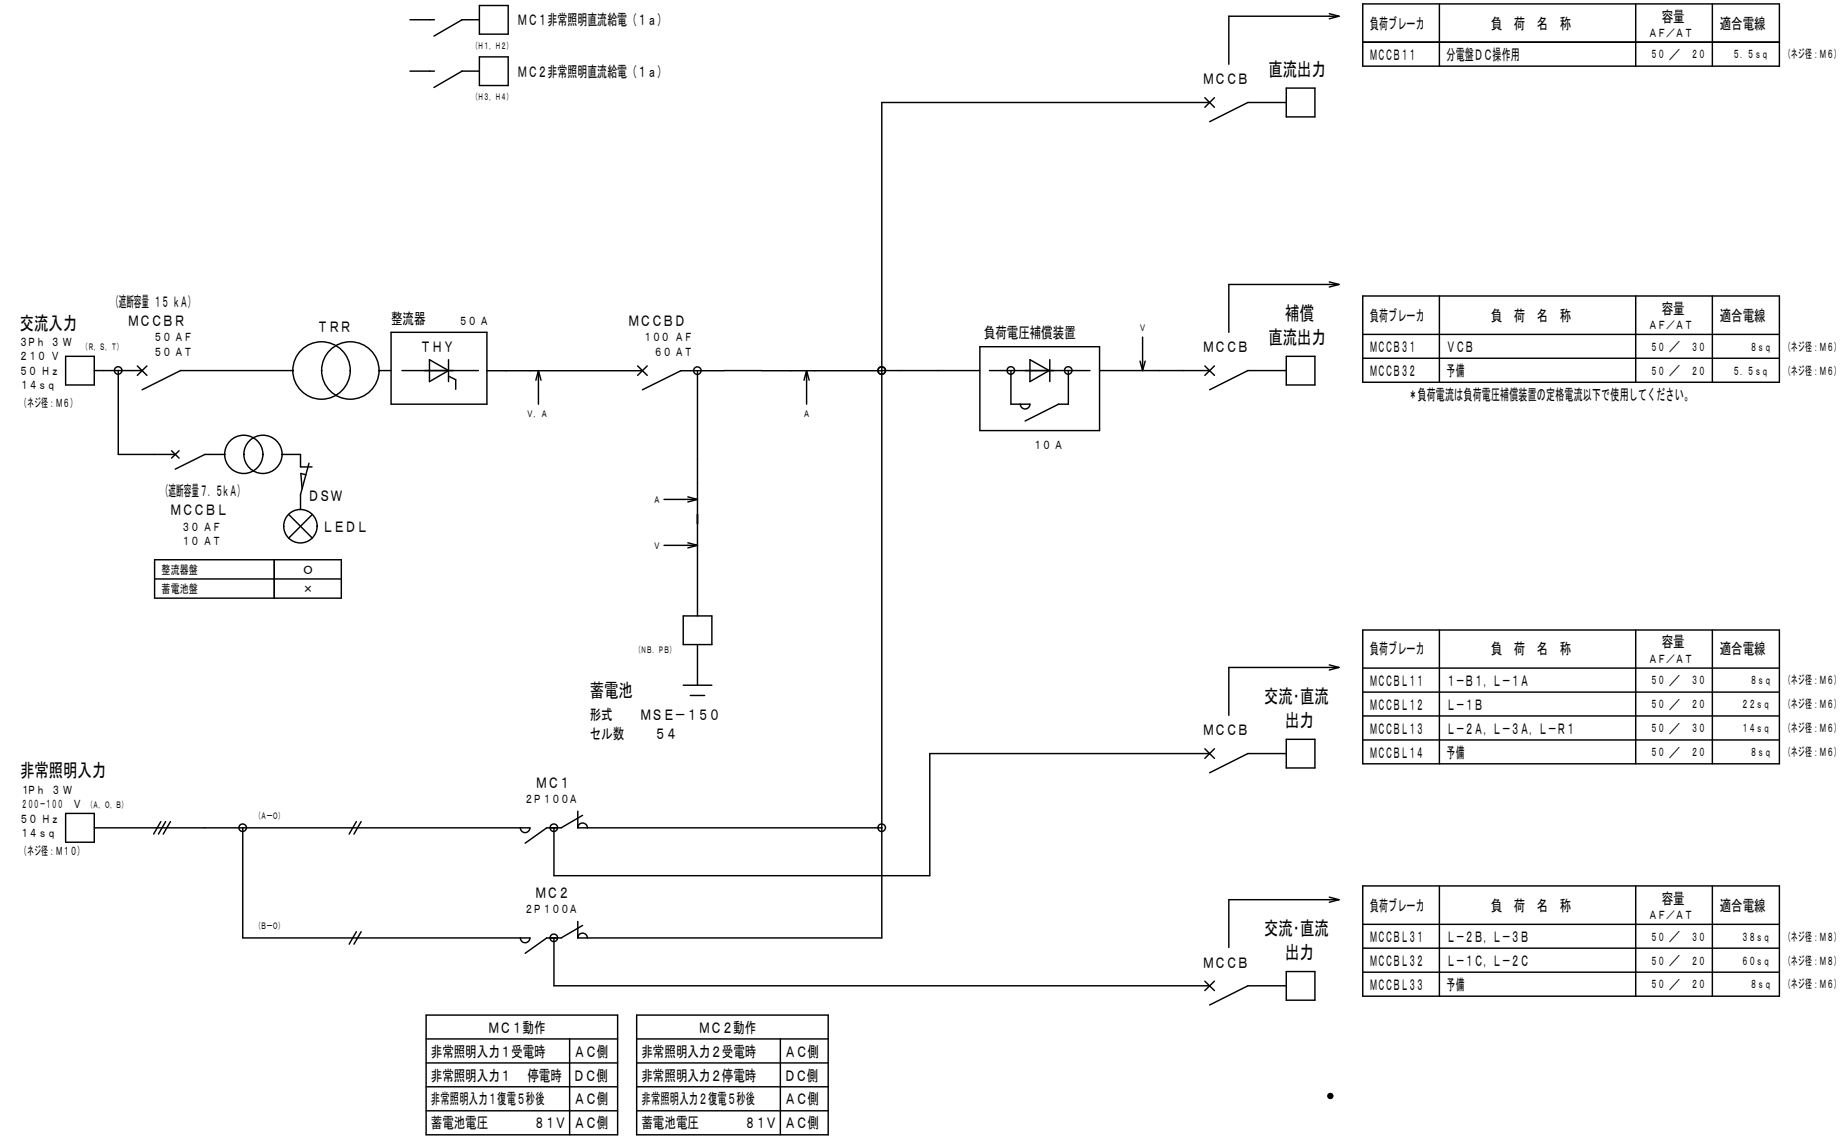 MC1非常照明直流給電（1a）
(H1, H2)
MC2非常照明直流給電（1a）
(H3, H4)
MCCB
直流出力
負荷ブレーカ 負 荷 名 称 容量 AF/AT 適合電線
MCCB11 分電盤DC操作用 50 / 20 5.5sq (ネジ径:M6)
交流入力
3Ph 3W
210 V
50 Hz
14sq
(ネジ径:M6)
(R, S, T)
(遮断容量 15 kA)
MCCBR
50 AF
50 AT
TRR
整流器 50 A
THY
V, A
MCCBD
100 AF
60 AT
A
負荷電圧補償装置
10 A
V
MCCB
補償
直流出力
負荷ブレーカ 負 荷 名 称 容量 AF/AT 適合電線
MCCB31 VCB 50 / 30 8sq (ネジ径:M6)
MCCB32 予備 50 / 20 5.5sq (ネジ径:M6)
*負荷電流は負荷電圧補償装置の定格電流以下で使用してください。
(遮断容量7.5kA)
MCCBL
30 AF
10 AT
DSW
LEDL
整流器盤 ○
蓄電池盤 ×
A
V
(NB, PB)
蓄電池
形式 MSE-150
セル数 54
MCCB
交流・直流
出力
負荷ブレーカ 負 荷 名 称 容量 AF/AT 適合電線
MCCBL11 1-B1, L-1A 50 / 30 8sq (ネジ径:M6)
MCCBL12 L-1B 50 / 20 22sq (ネジ径:M6)
MCCBL13 L-2A, L-3A, L-R1 50 / 30 14sq (ネジ径:M6)
MCCBL14 予備 50 / 20 8sq (ネジ径:M6)
非常照明入力
1Ph 3W
200-100 V (A, O, B)
50 Hz
14sq
(ネジ径:M10)
(A-O)
MC1
2P100A
(B-O)
MC2
2P100A
MCCB
交流・直流
出力
負荷ブレーカ 負 荷 名 称 容量 AF/AT 適合電線
MCCBL31 L-2B, L-3B 50 / 30 38sq (ネジ径:M8)
MCCBL32 L-1C, L-2C 50 / 20 60sq (ネジ径:M8)
MCCBL33 予備 50 / 20 8sq (ネジ径:M6)
MC1動作
非常照明入力1受電時 AC側
非常照明入力1 停電時 DC側
非常照明入力1復電5秒後 AC側
蓄電池電圧 81V AC側
MC2動作
非常照明入力2受電時 AC側
非常照明入力2停電時 DC側
非常照明入力2復電5秒後 AC側
蓄電池電圧 81V AC側